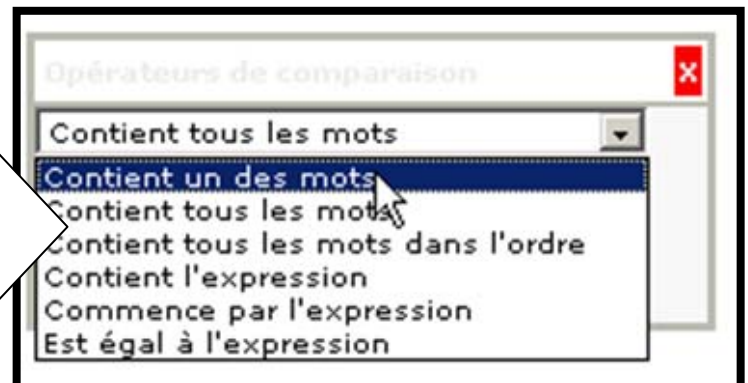 Opérateurs de comparaison
x
Contient tous les mots
Contient un des mots
Contient tous les mots
Contient tous les mots dans l'ordre
Contient l'expression
Commence par l'expression
Est égal à l'expression